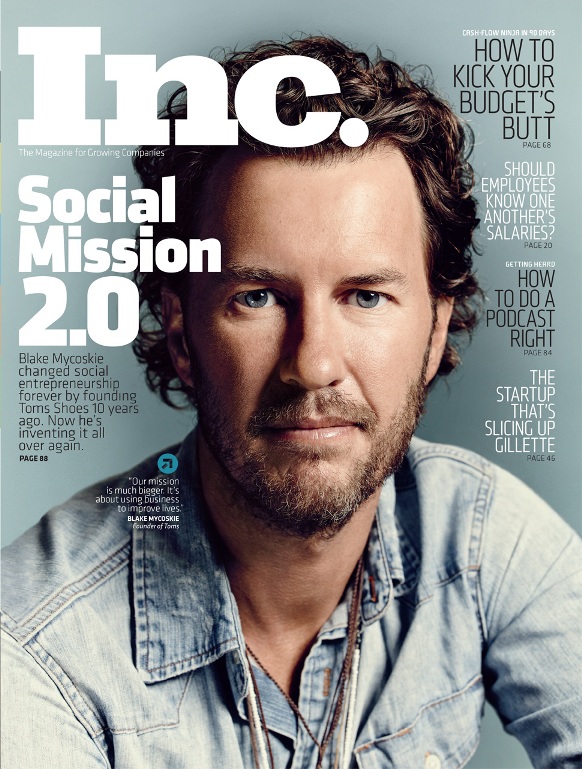 Inc.
The Magazine for Growing Companies
Social
Mission
2.0
Blake Mycoskie
changed social
entrepreneurship
forever by founding
Toms Shoes 10 years
ago. Now he's
inventing it all
over again.
PAGE 88
"Our mission
is much bigger. It's
about using business
to improve lives."
BLAKE MYCOSKIE
Founder of Toms
CASH-FLOW NINJA IN 90 DAYS
HOW TO
KICK YOUR
BUDGET'S
BUTT
PAGE 68
SHOULD
EMPLOYEES
KNOW ONE
ANOTHER'S
SALARIES?
PAGE 20
GETTING HEARD
HOW
TO DO A
PODCAST
RIGHT
PAGE 84
THE
STARTUP
THAT'S
SLICING UP
GILLETTE
PAGE 46